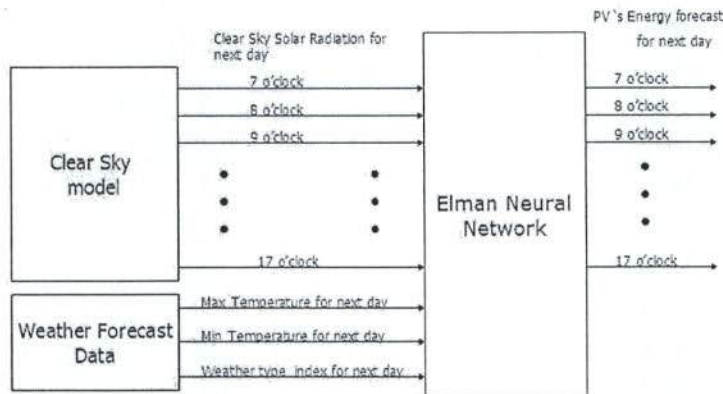 Clear Sky Solar Radiation for
next day
PV`s Energy forecast
for next day
7 o'clock
8 o'clock
9 o'clock
17 o'clock
Clear Sky
model
Elman Neural
Network
7 o'clock
8 o'clock
9 o'clock
17 o'clock
Weather Forecast
Data
Max Temperature for next day
Min Temperature for next day
Weather type index for next day